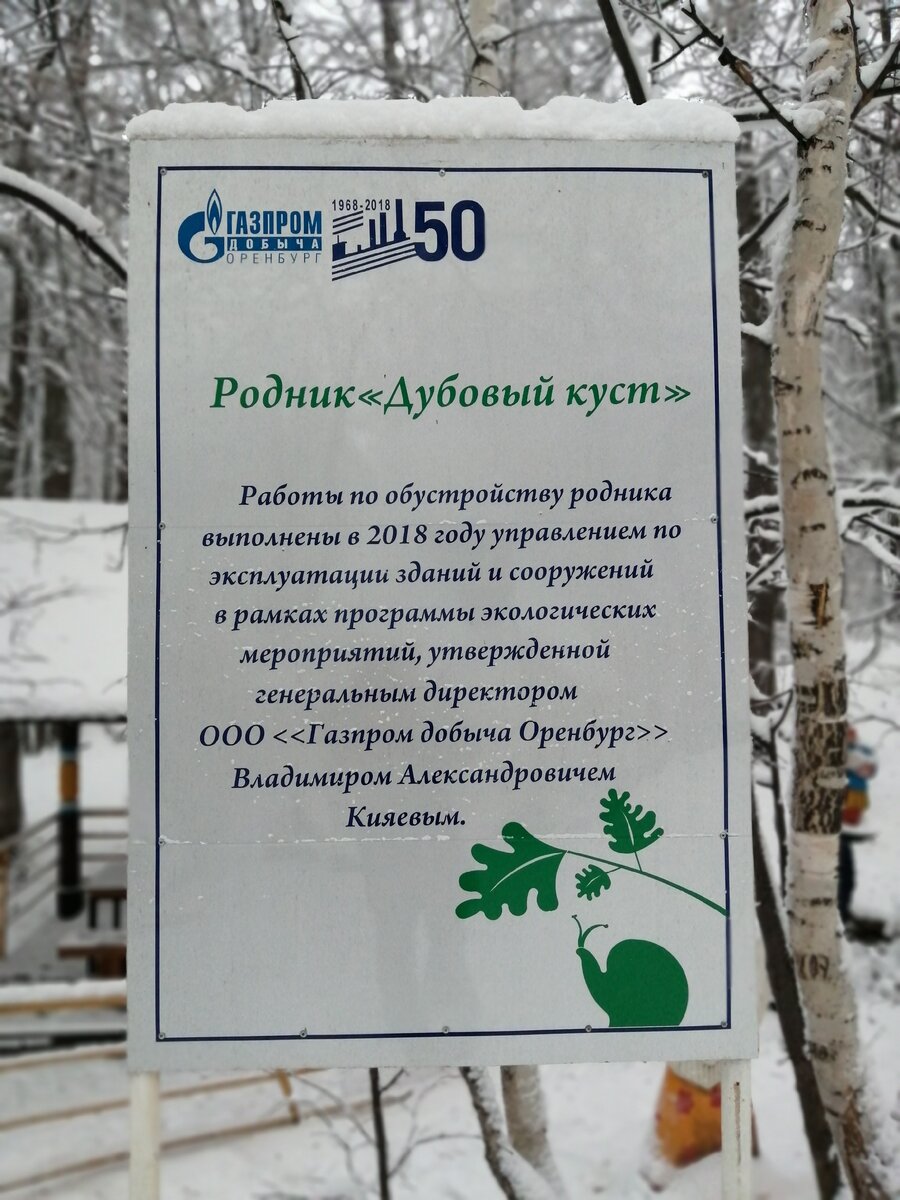 ГАЗПРОМ
ДОБЫЧА
ОРЕНБУРГ
1968-2018
50
Родник«Дубовый куст»
Работы по обустройству родника
выполнены в 2018 году управлением по
эксплуатации зданий и сооружений
в рамках программы экологических
мероприятий, утвержденной
генеральным директором
ООО <<Газпром добыча Оренбург>>
Владимиром Александровичем
Кияевым.